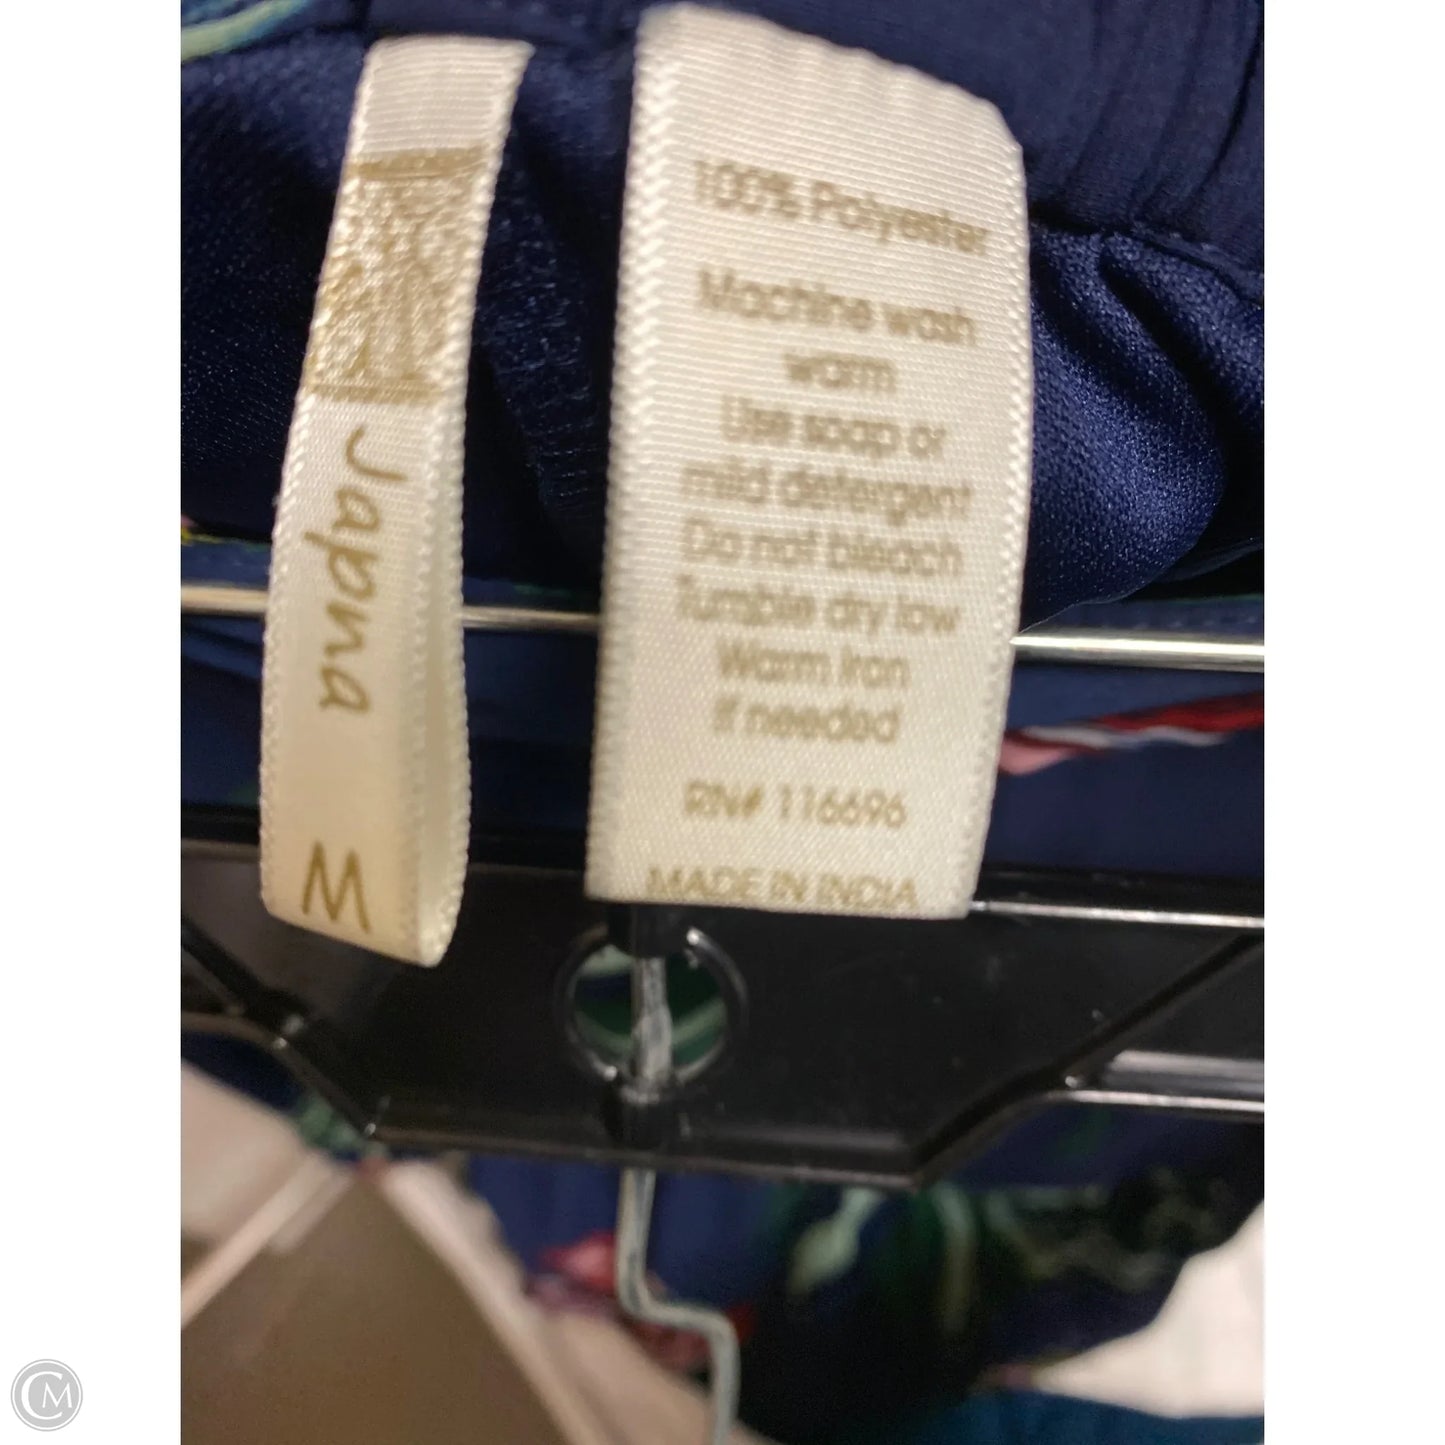 Japna
M
100% Polyester
Machine wash
warm
Use soap or
mild detergent
Do not bleach
Tumble dry low
Warm Iron
If needed
RN# 116696
MADE IN INDIA
CM